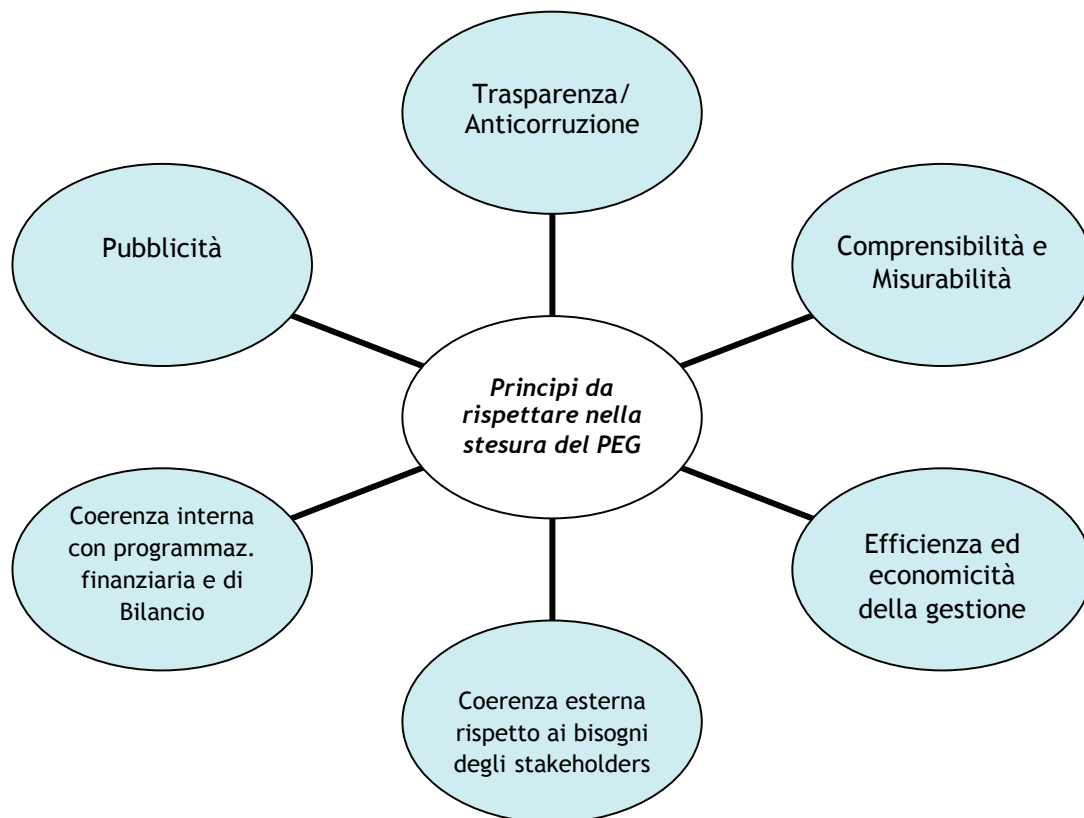 Trasparenza/
Anticorruzione
Pubblicità
Comprensibilità e
Misurabilità
Principi da
rispettare nella
stesura del PEG
Coerenza interna
con programmaz.
finanziaria e di
Bilancio
Efficienza ed
economicità
della gestione
Coerenza esterna
rispetto ai bisogni
degli stakeholders